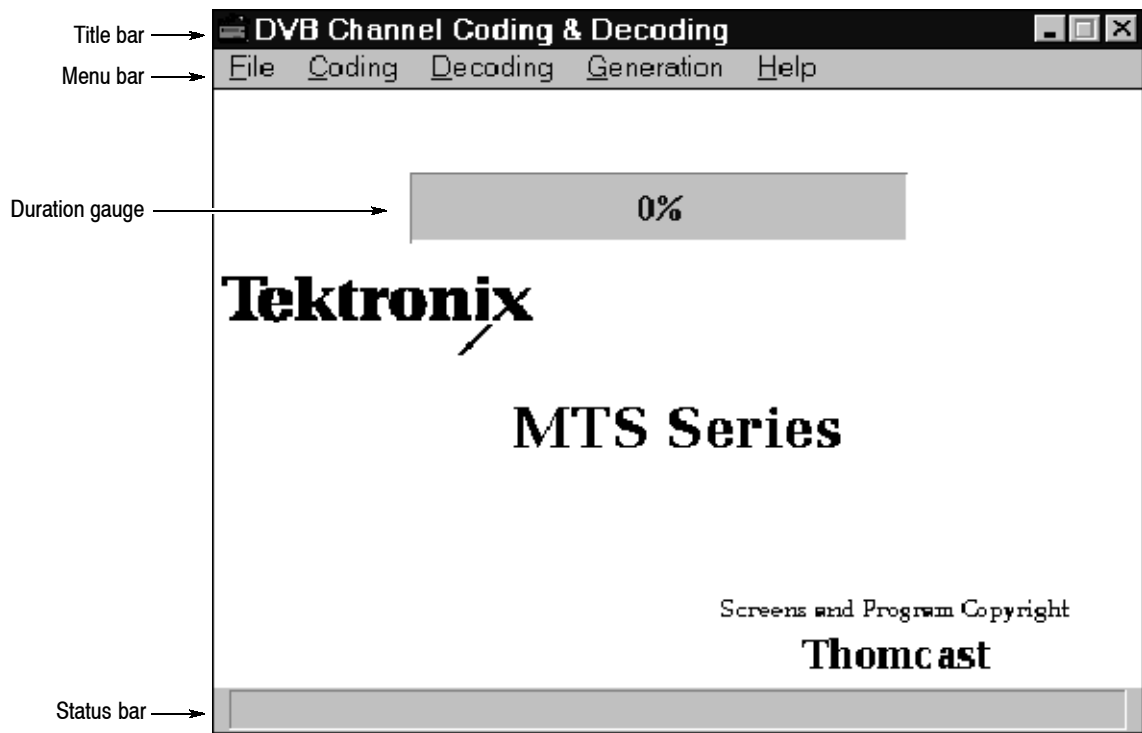 Title bar
DVB Channel Coding & Decoding
Menu bar
File Coding Decoding Generation Help
Duration gauge
0%
Tektronix
MTS Series
Screens and Program Copyright
Thomcast
Status bar